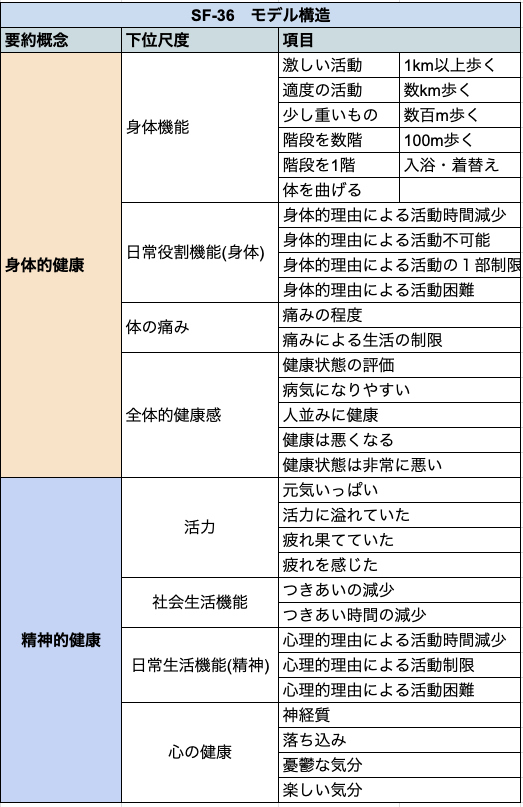 SF-36　モデル構造
要約概念 下位尺度 項目
身体的健康
身体機能
激しい活動 1km以上歩く
適度の活動 数km歩く
少し重いもの 数百m歩く
階段を数階 100m歩く
階段を1階 入浴・着替え
体を曲げる
日常役割機能(身体)
身体的理由による活動時間減少
身体的理由による活動不可能
身体的理由による活動の１部制限
身体的理由による活動困難
体の痛み
痛みの程度
痛みによる生活の制限
全体的健康感
健康状態の評価
病気になりやすい
人並みに健康
健康は悪くなる
健康状態は非常に悪い
精神的健康
活力
元気いっぱい
活力に溢れていた
疲れ果てていた
疲れを感じた
社会生活機能
つきあいの減少
つきあい時間の減少
日常生活機能(精神)
心理的理由による活動時間減少
心理的理由による活動制限
心理的理由による活動困難
心の健康
神経質
落ち込み
憂鬱な気分
楽しい気分